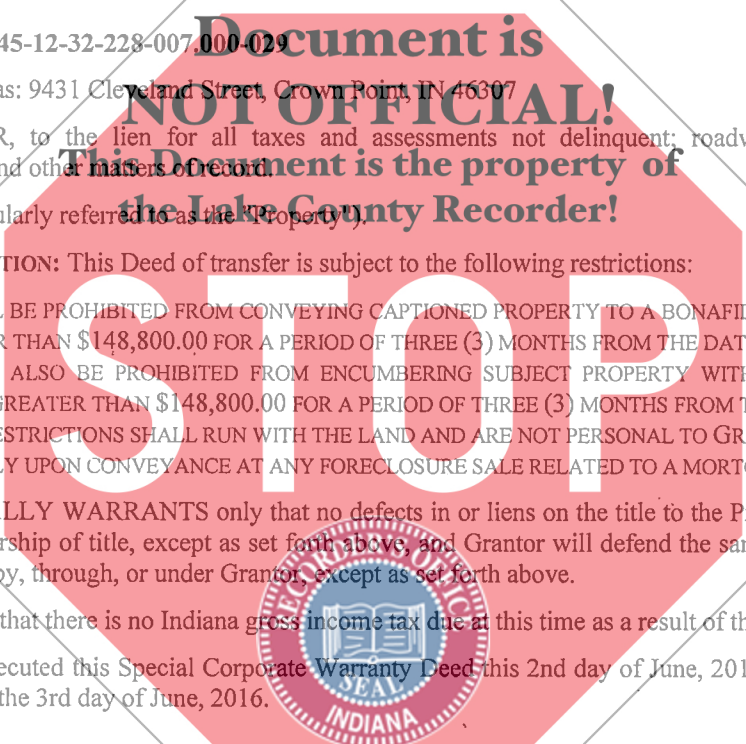 Document is
45-12-32-228-007.000-029
NOT OFFICIAL!
as: 9431 Cleveland Street, Crown Point, IN 46307
R, to the lien for all taxes and assessments not delinquent; roadw
This Document is the property of
nd other matters of record.
the Lake County Recorder!
ularly referred to as the "Property").
TION: This Deed of transfer is subject to the following restrictions:
STOP
L BE PROHIBITED FROM CONVEYING CAPTIONED PROPERTY TO A BONAFID
R THAN $148,800.00 FOR A PERIOD OF THREE (3) MONTHS FROM THE DAT
ALSO BE PROHIBITED FROM ENCUMBERING SUBJECT PROPERTY WIT
GREATER THAN $148,800.00 FOR A PERIOD OF THREE (3) MONTHS FROM T
ESTRICTIONS SHALL RUN WITH THE LAND AND ARE NOT PERSONAL TO GR
LY UPON CONVEYANCE AT ANY FORECLOSURE SALE RELATED TO A MORTG
LLY WARRANTS only that no defects in or liens on the title to the P
rship of title, except as set forth above, and Grantor will defend the sar
by, through, or under Grantor, except as set forth above.
that there is no Indiana gross income tax due at this time as a result of th
ecuted this Special Corporate Warranty Deed this 2nd day of June, 201
the 3rd day of June, 2016.
RECORDER'S OFFICE
SEAL
INDIANA